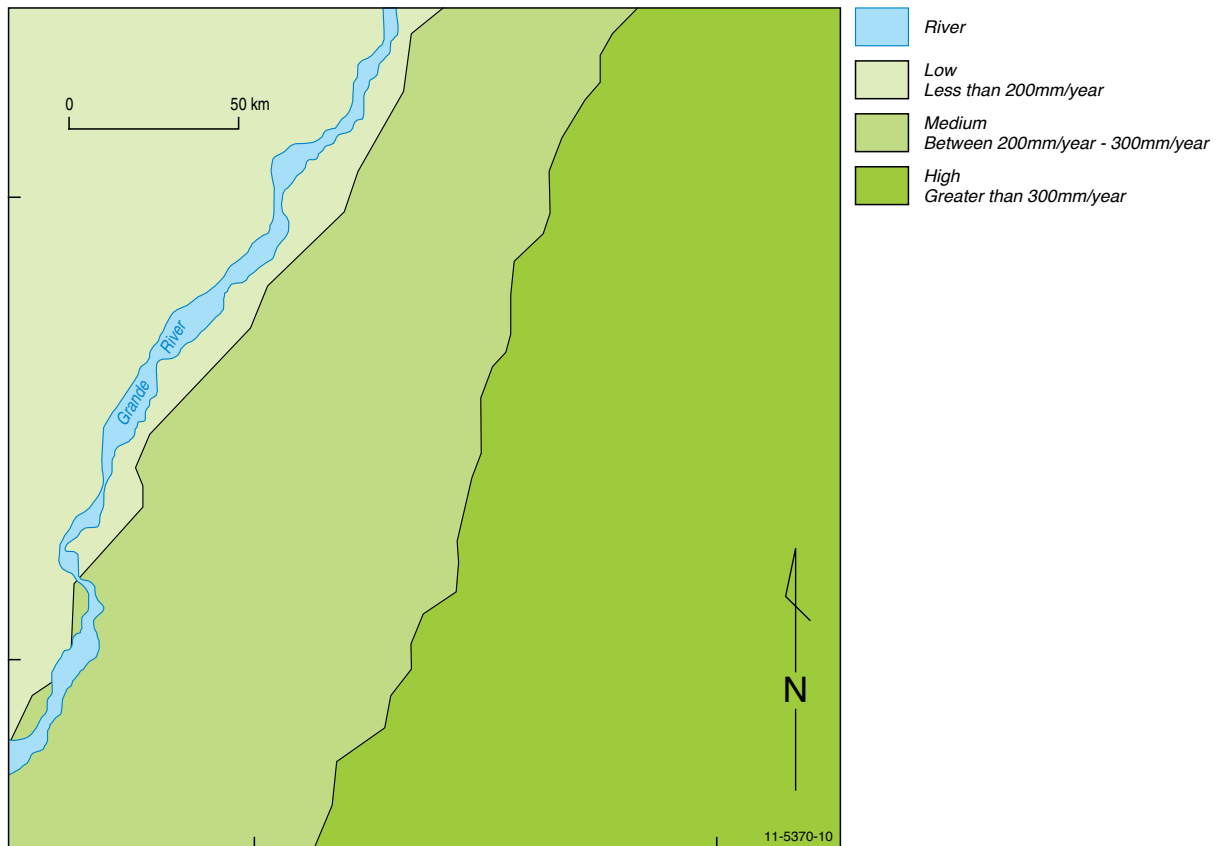 0 50 km
Grande River
N
11-5370-10
River
Low
Less than 200mm/year
Medium
Between 200mm/year - 300mm/year
High
Greater than 300mm/year